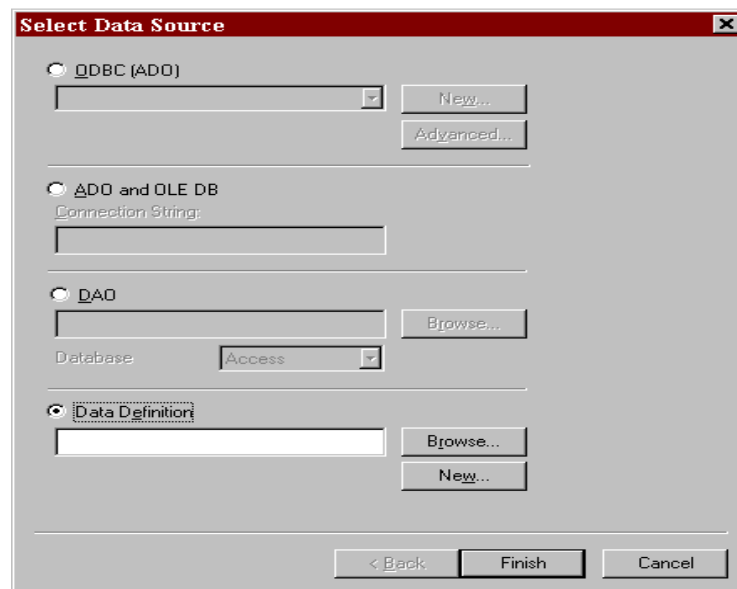 Select Data Source
ODBC (ADO)
New...
Advanced...
ADO and OLE DB
Connection String:
DAO
Browse...
Database Access
Data Definition
Browse...
New...
< Back Finish Cancel